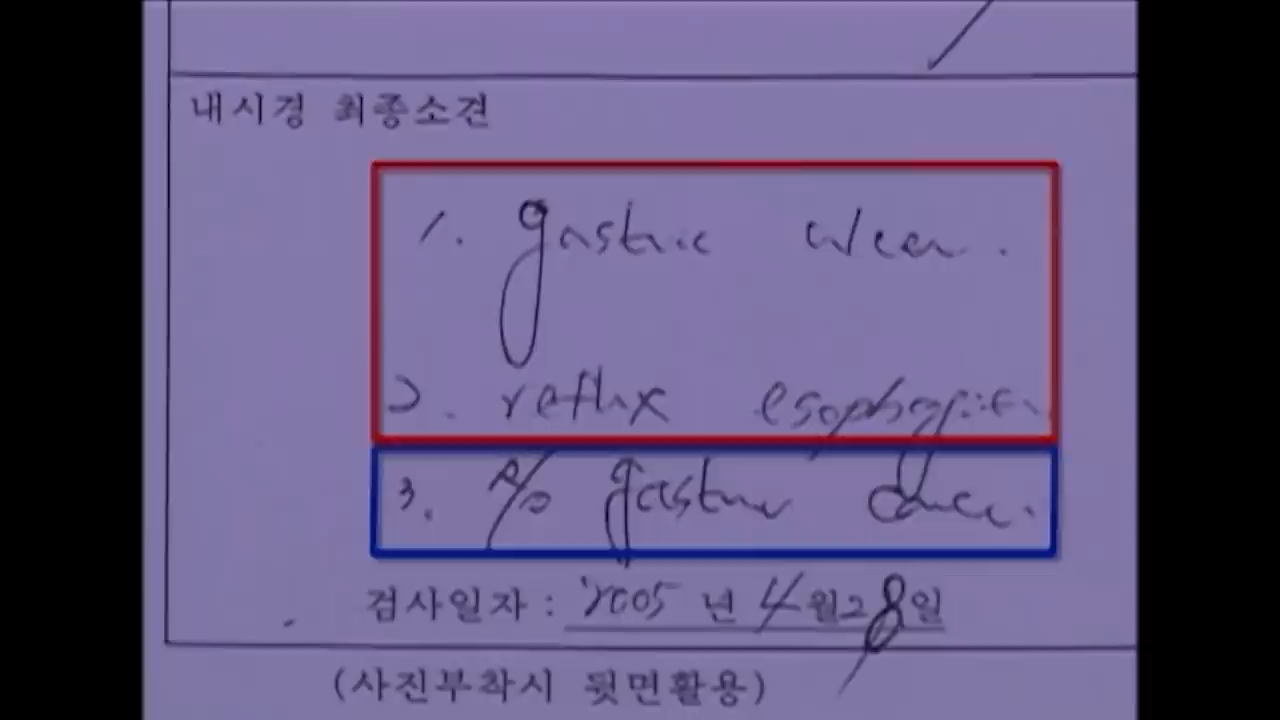 내시경 최종소견
1. gastric ulcer.
2. reflux esophagitis
3. R/O gastric cancer.
검사일자 : 2005 년 4 월 28 일
(사진부착시 뒷면활용)